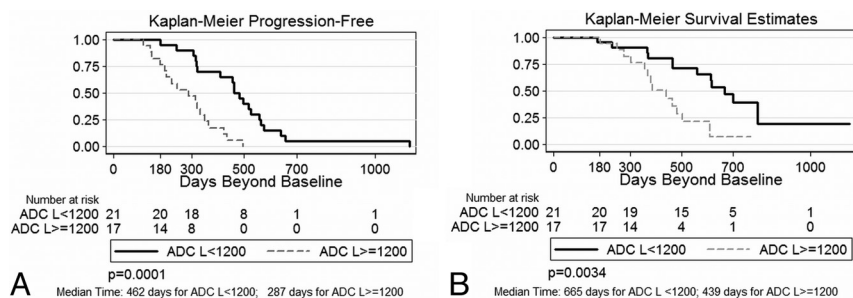 Kaplan-Meier Progression-Free
1.00
0.75
0.50
0.25
0.00
0 180 300 500 700 1000
Days Beyond Baseline
Number at risk
ADC L<1200 21 20 18 8 1 1
ADC L>=1200 17 14 8 0 0 0
ADC L<1200 ADC L>=1200
p=0.0001
A Median Time: 462 days for ADC L<1200; 287 days for ADC L>=1200
Kaplan-Meier Survival Estimates
1.00
0.75
0.50
0.25
0.00
0 180 300 500 700 1000
Days Beyond Baseline
Number at risk
ADC L<1200 21 20 19 15 5 1
ADC L>=1200 17 17 14 4 1 0
ADC L<1200 ADC L>=1200
p=0.0034
B Median Time: 665 days for ADC L <1200; 439 days for ADC L>=1200